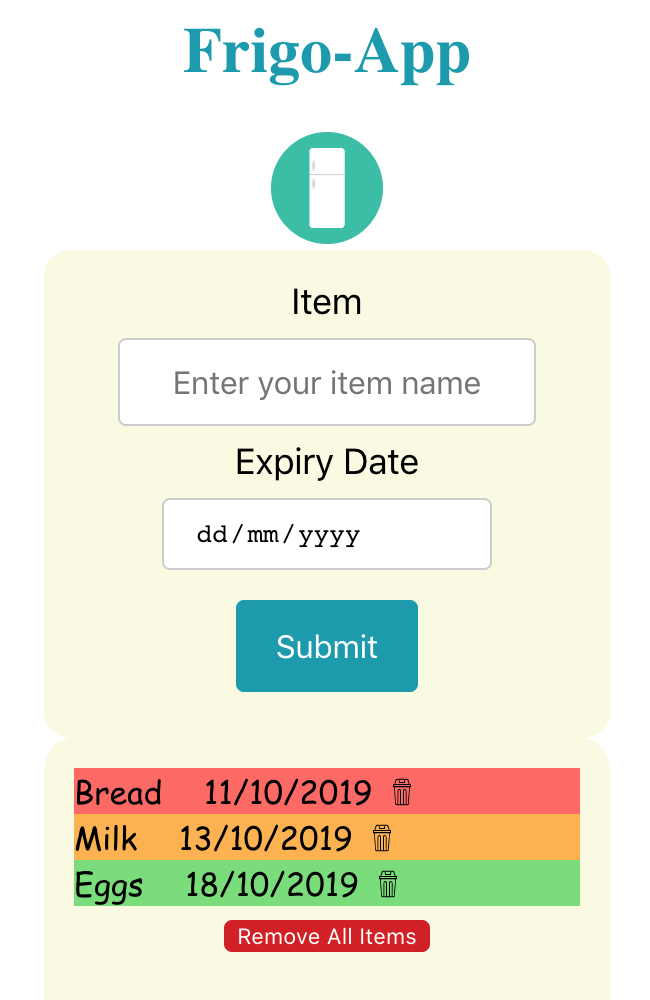 Frigo-App
Item
Enter your item name
Expiry Date
dd/mm/yyyy
Submit
Bread 11/10/2019
Milk 13/10/2019
Eggs 18/10/2019
Remove All Items